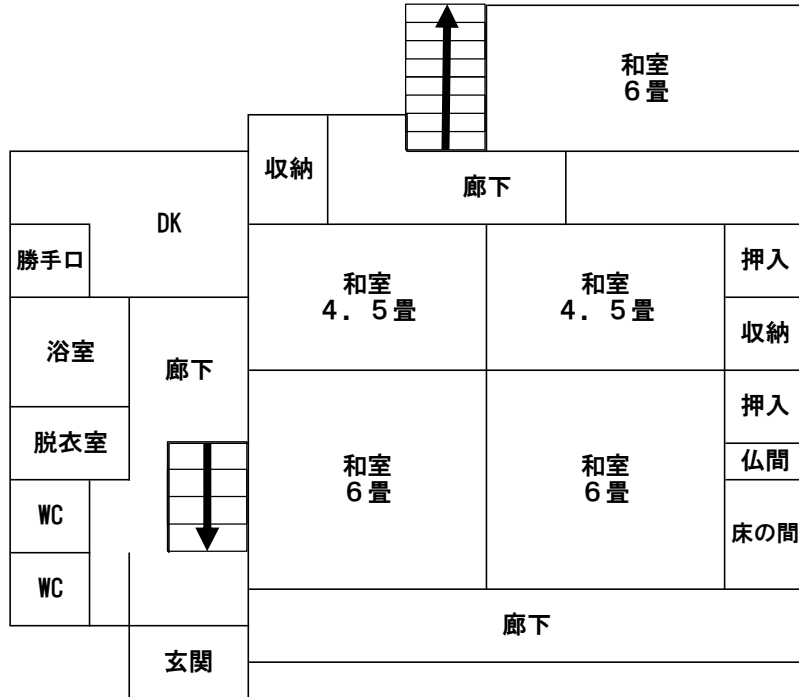 和室
６畳
収納
廊下
DK
勝手口
和室
４．５畳
和室
４．５畳
押入
収納
浴室
廊下
押入
脱衣室
和室
６畳
和室
６畳
仏間
WC
床の間
WC
廊下
玄関